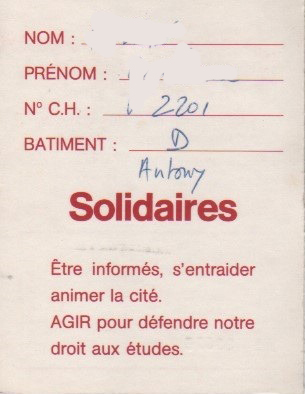 NOM :
PRÉNOM :
N° C.H. : 2201
BATIMENT : D
Antony
Solidaires
Être informés, s'entraider
animer la cité.
AGIR pour défendre notre
droit aux études.